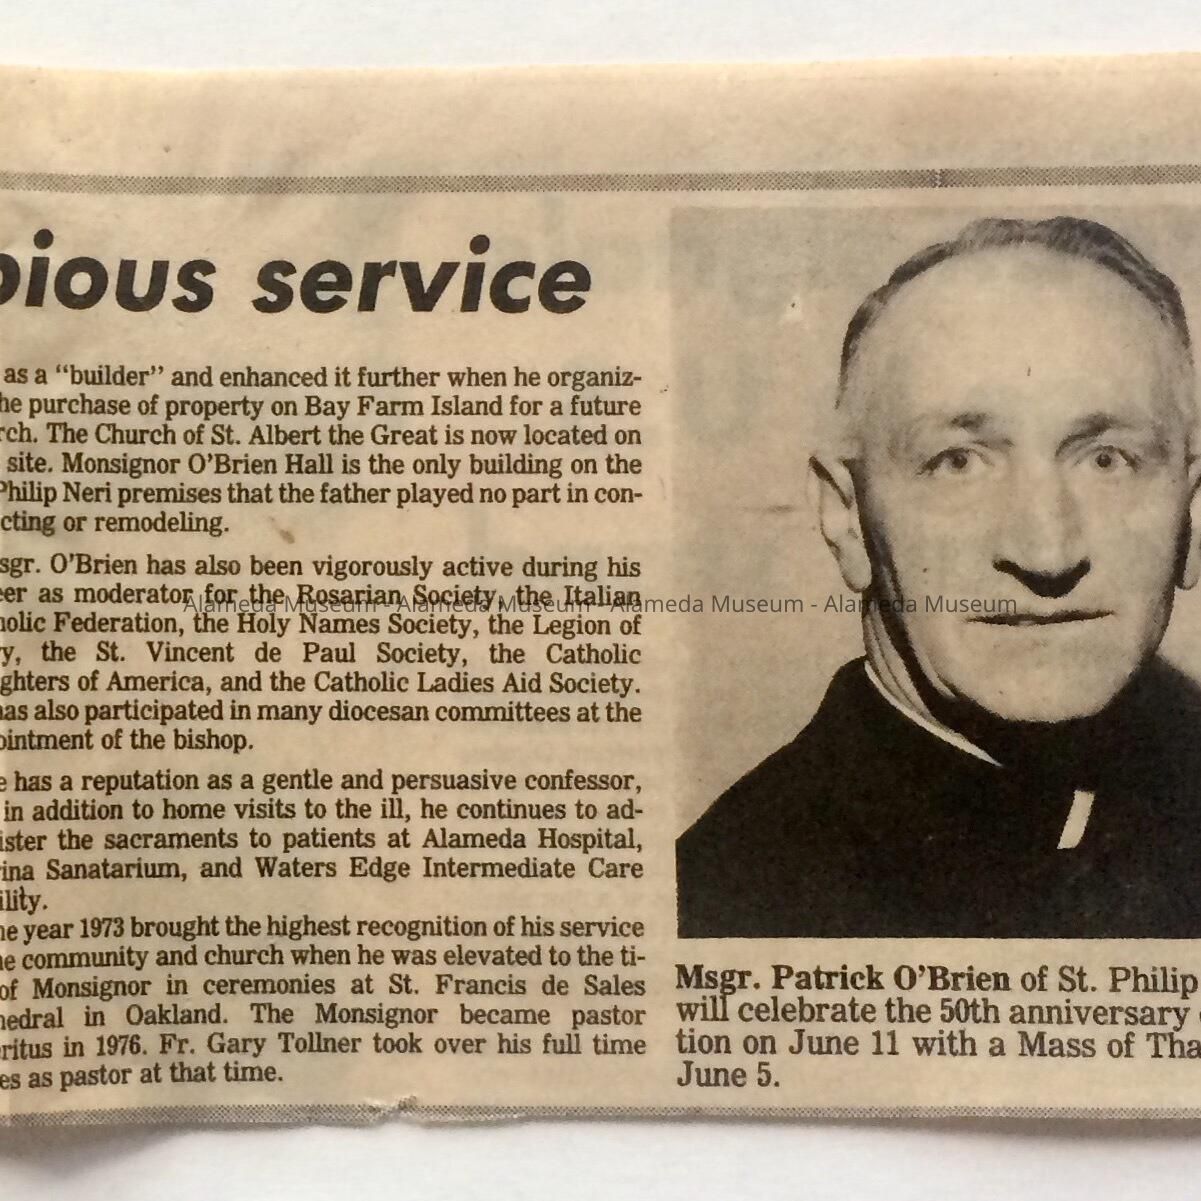 pious service
as a “builder” and enhanced it further when he organiz-
he purchase of property on Bay Farm Island for a future
rch. The Church of St. Albert the Great is now located on
site. Monsignor O’Brien Hall is the only building on the
Philip Neri premises that the father played no part in con-
cting or remodeling.
sgr. O’Brien has also been vigorously active during his
er as moderator for the Rosarian Society, the Italian
olic Federation, the Holy Names Society, the Legion of
y, the St. Vincent de Paul Society, the Catholic
ghters of America, and the Catholic Ladies Aid Society.
as also participated in many diocesan committees at the
ointment of the bishop.
e has a reputation as a gentle and persuasive confessor,
in addition to home visits to the ill, he continues to ad-
ister the sacraments to patients at Alameda Hospital,
rina Sanatarium, and Waters Edge Intermediate Care
ility.
he year 1973 brought the highest recognition of his service
he community and church when he was elevated to the ti-
of Monsignor in ceremonies at St. Francis de Sales
hedral in Oakland. The Monsignor became pastor
ritus in 1976. Fr. Gary Tollner took over his full time
es as pastor at that time.
Msgr. Patrick O’Brien of St. Philip
will celebrate the 50th anniversary
tion on June 11 with a Mass of Tha
June 5.
Alameda Museum - Alameda Museum - Alameda Museum - Alameda Museum